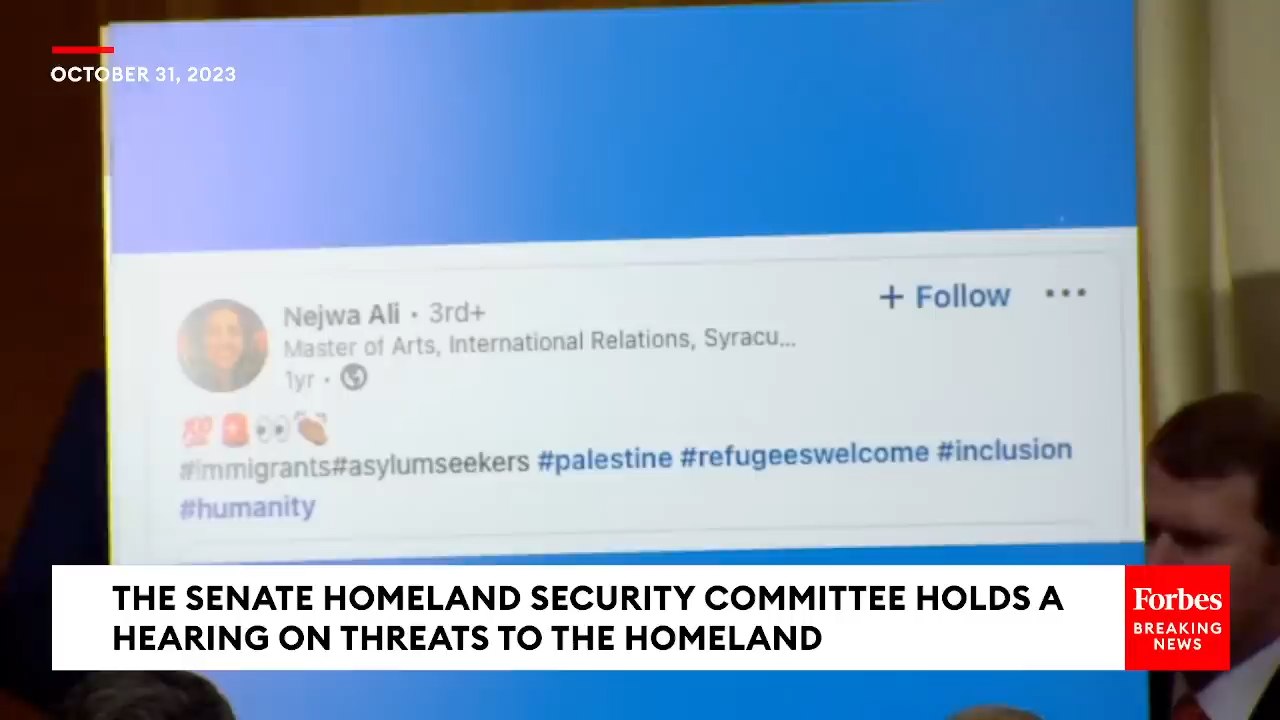 OCTOBER 31, 2023
Nejwa Ali · 3rd+
+ Follow ...
Master of Arts, International Relations, Syracu...
1yr ·
💯🚨👀👏🏾
#immigrants#asylumseekers #palestine #refugeeswelcome #inclusion
#humanity
THE SENATE HOMELAND SECURITY COMMITTEE HOLDS A
HEARING ON THREATS TO THE HOMELAND
Forbes
BREAKING
NEWS